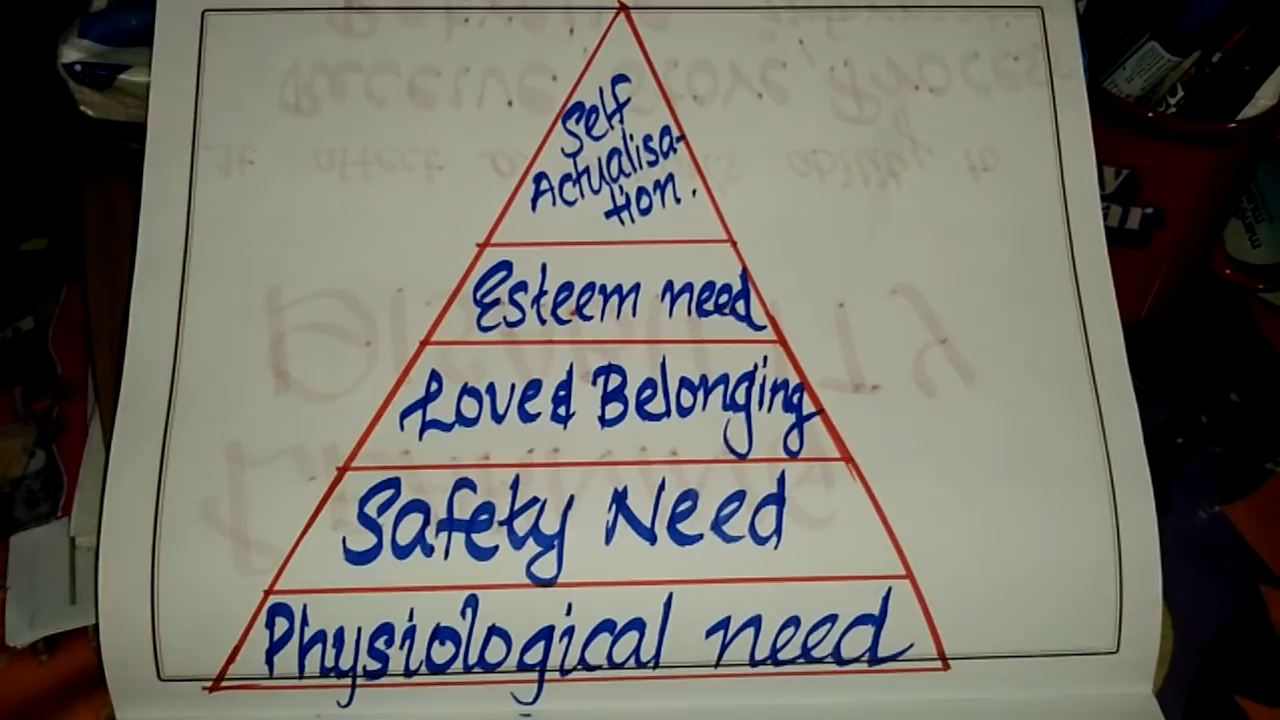 Self
Actualisa-
tion.
Esteem need
Love & Belonging
Safety Need
Physiological need